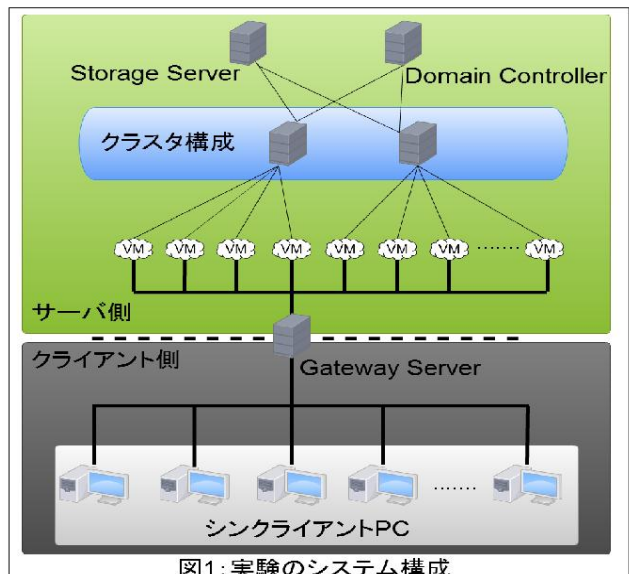 Storage Server
Domain Controller
クラスタ構成
VM VM VM VM VM VM VM ······· VM
サーバ側
クライアント側
Gateway Server
·······
シンクライアントPC
図1:実験のシステム構成